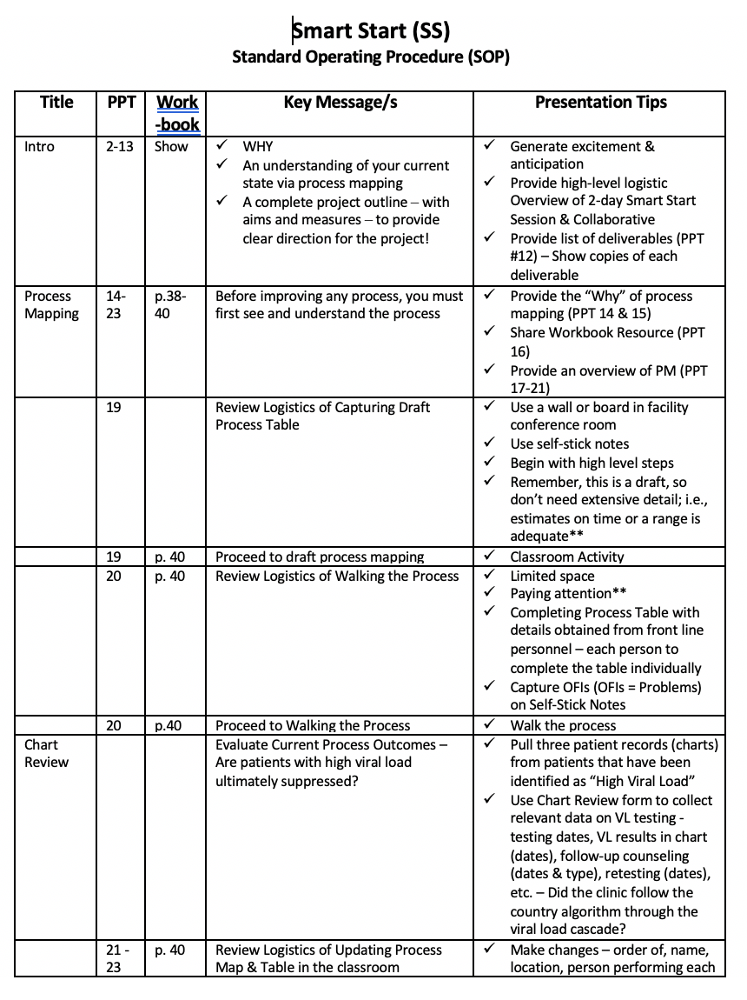 Smart Start (SS)
Standard Operating Procedure (SOP)
Title PPT Work Key Message/s Presentation Tips
-book
Intro 2-13 Show ✓ WHY ✓ Generate excitement &
✓ An understanding of your current anticipation
state via process mapping ✓ Provide high-level logistic
✓ A complete project outline – with Overview of 2-day Smart Start
aims and measures – to provide Session & Collaborative
clear direction for the project! ✓ Provide list of deliverables (PPT
#12) – Show copies of each
deliverable
Process 14- p.38- Before improving any process, you must ✓ Provide the “Why” of process
Mapping 23 40 first see and understand the process mapping (PPT 14 & 15)
✓ Share Workbook Resource (PPT
16)
✓ Provide an overview of PM (PPT
17-21)
19 Review Logistics of Capturing Draft ✓ Use a wall or board in facility
Process Table conference room
✓ Use self-stick notes
✓ Begin with high level steps
✓ Remember, this is a draft, so
don’t need extensive detail; i.e.,
estimates on time or a range is
adequate**
19 p. 40 Proceed to draft process mapping ✓ Classroom Activity
20 p. 40 Review Logistics of Walking the Process ✓ Limited space
✓ Paying attention**
✓ Completing Process Table with
details obtained from front line
personnel – each person to
complete the table individually
✓ Capture OFIs (OFIs = Problems)
on Self-Stick Notes
20 p.40 Proceed to Walking the Process ✓ Walk the process
Chart Evaluate Current Process Outcomes – ✓ Pull three patient records (charts)
Review Are patients with high viral load from patients that have been
ultimately suppressed? identified as “High Viral Load”
✓ Use Chart Review form to collect
relevant data on VL testing -
testing dates, VL results in chart
(dates), follow-up counseling
(dates & type), retesting (dates),
etc. – Did the clinic follow the
country algorithm through the
viral load cascade?
21 - p. 40 Review Logistics of Updating Process ✓ Make changes – order of, name,
23 Map & Table in the classroom location, person performing each